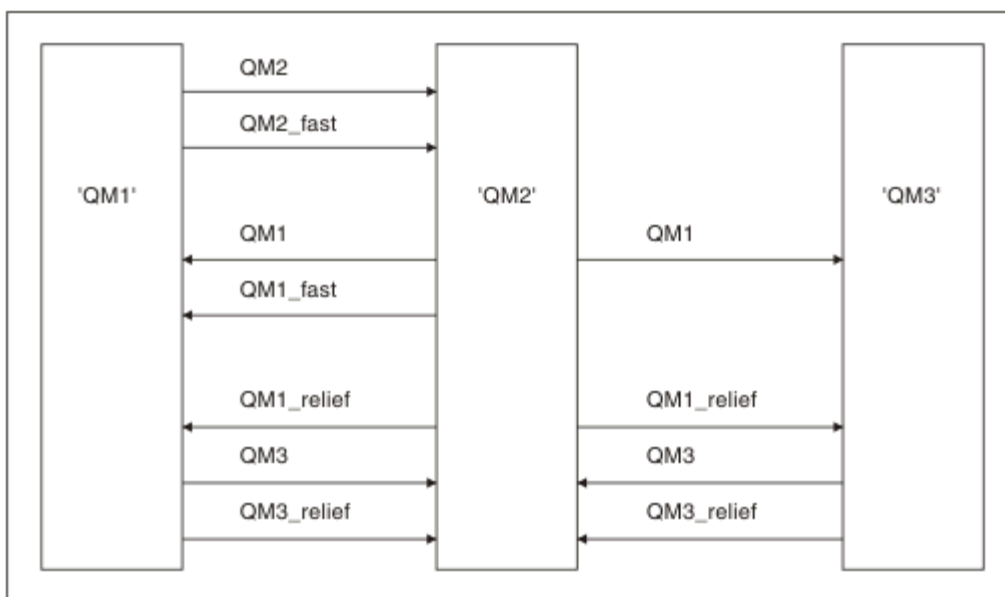 QM2
QM2_fast
'QM1'
'QM2'
'QM3'
QM1
QM1
QM1_fast
QM1_relief
QM1_relief
QM3
QM3
QM3_relief
QM3_relief